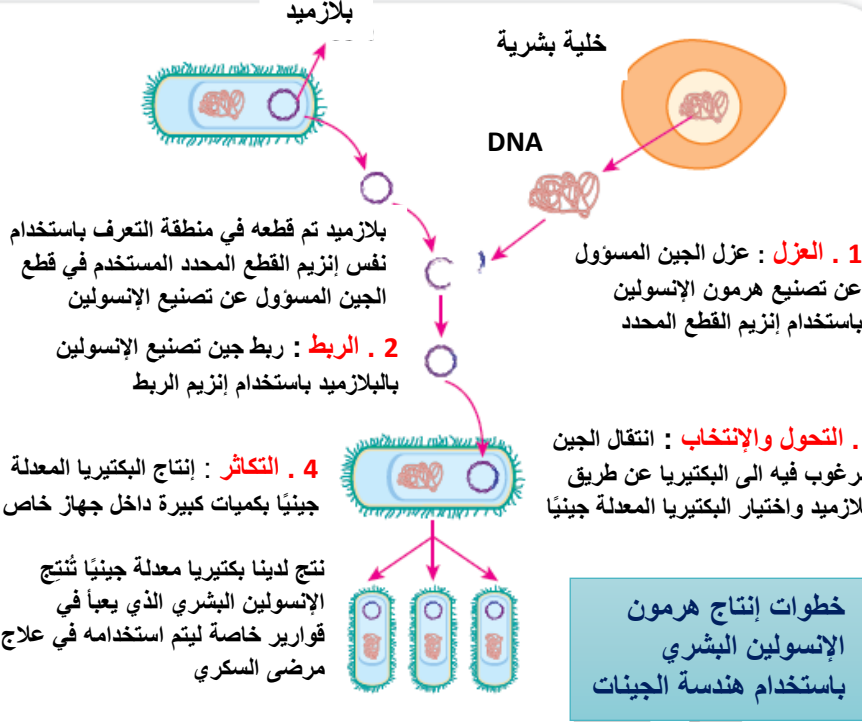 بلازميد
خلية بشرية
DNA
1 . العزل : عزل الجين المسؤول
عن تصنيع هرمون الإنسولين
باستخدام إنزيم القطع المحدد
بلازميد تم قطعه في منطقة التعرف باستخدام
نفس إنزيم القطع المحدد المستخدم في قطع
الجين المسؤول عن تصنيع الإنسولين
2 . الربط : ربط جين تصنيع الإنسولين
بالبلازميد باستخدام إنزيم الربط
. التحول والإنتخاب : انتقال الجين
رغوب فيه الى البكتيريا عن طريق
لازميد واختيار البكتيريا المعدلة جينيًا
4 . التكاثر : إنتاج البكتيريا المعدلة
جينيًا بكميات كبيرة داخل جهاز خاص
نتج لدينا بكتيريا معدلة جينيًا تُنتِج
الإنسولين البشري الذي يعبأ في
قوارير خاصة ليتم استخدامه في علاج
مرضى السكري
خطوات إنتاج هرمون
الإنسولين البشري
باستخدام هندسة الجينات